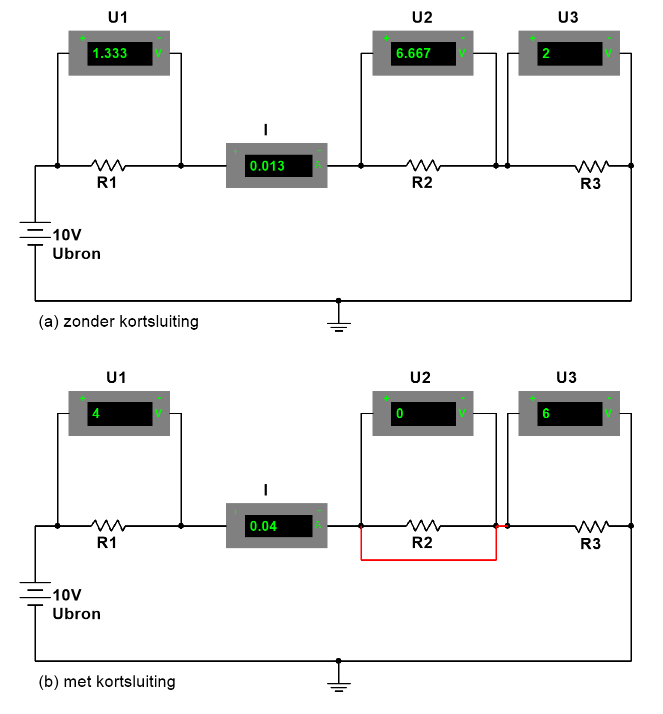 U1 U2 U3
+ - + - + -
1.333 V 6.667 V 2 V
I
0.013
R1 R2 R3
10V
Ubron
(a) zonder kortsluiting
U1 U2 U3
+ - + - + -
4 V 0 V 6 V
I
0.04
R1 R2 R3
10V
Ubron
(b) met kortsluiting